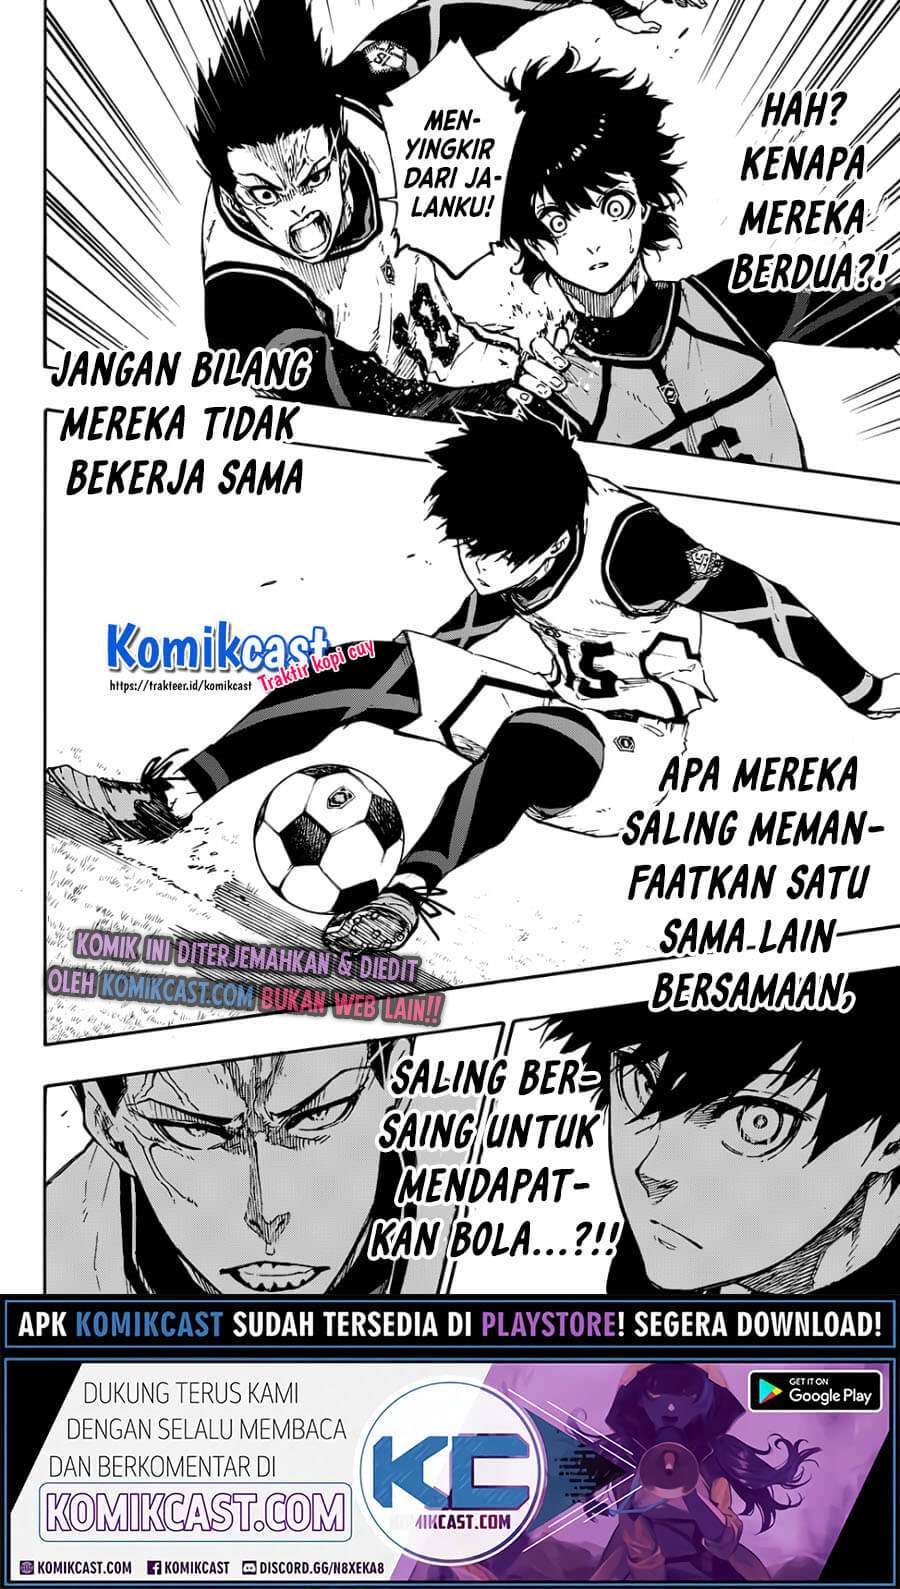 HAH?
KENAPA
MEREKA
BERDUA?!
MEN-
YINGKIR
DARI JA-
LANKU!
JANGAN BILANG
MEREKA TIDAK
BEKERJA SAMA
Komikcast
Traktir kopi cuy
https://trakteer.id/komikcast
15
APA MEREKA
SALING MEMAN-
FAATKAN SATU
SAMA LAIN
BERSAMAAN,
KOMIK INI DITERJEMAHKAN & DIEDIT
OLEH KOMIKCAST.COM BUKAN WEB LAIN!!
SALING BER-
SAING UNTUK
MENDAPAT-
KAN BOLA...?!!
APK KOMIKCAST SUDAH TERSEDIA DI PLAYSTORE! SEGERA DOWNLOAD!
DUKUNG TERUS KAMI
DENGAN SELALU MEMBACA
DAN BERKOMENTAR DI
KOMIKCAST.COM
KC
KOMIKCAST.COM
GET IT ON
Google Play
KOMIKCAST.COM
KOMIKCAST
DISCORD.GG/N8XEKA8